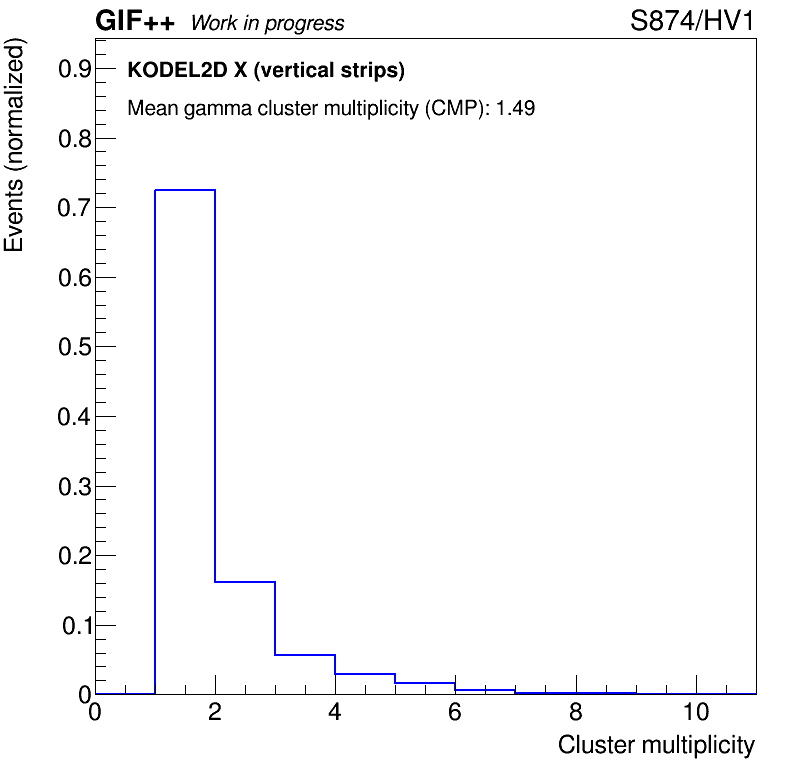 GIF++ Work in progress S874/HV1
KODEL2D X (vertical strips)
Mean gamma cluster multiplicity (CMP): 1.49
Events (normalized)
0.9
0.8
0.7
0.6
0.5
0.4
0.3
0.2
0.1
0
0 2 4 6 8 10
Cluster multiplicity